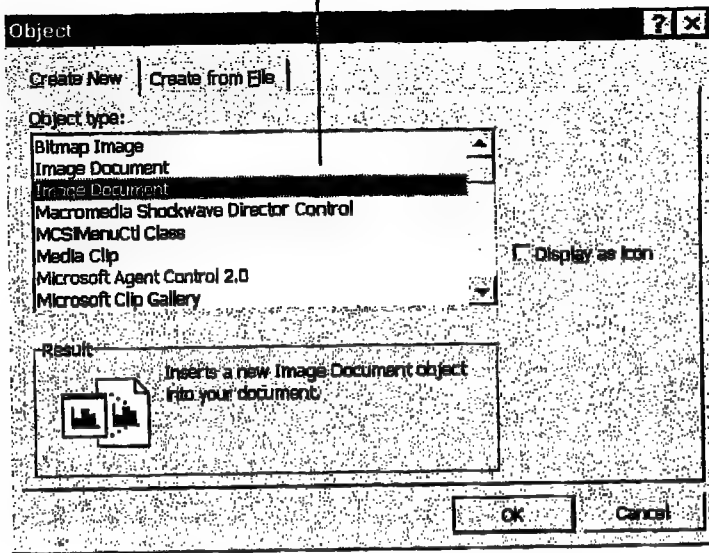 Object
Create New Create from File
Object type:
Bitmap Image
Image Document
Image Document
Macromedia Shockwave Director Control
MCSiMenuCtl Class
Media Clip
Microsoft Agent Control 2.0
Microsoft Clip Gallery
Display as Icon
Result
Inserts a new Image Document object
into your document.
OK Cancel